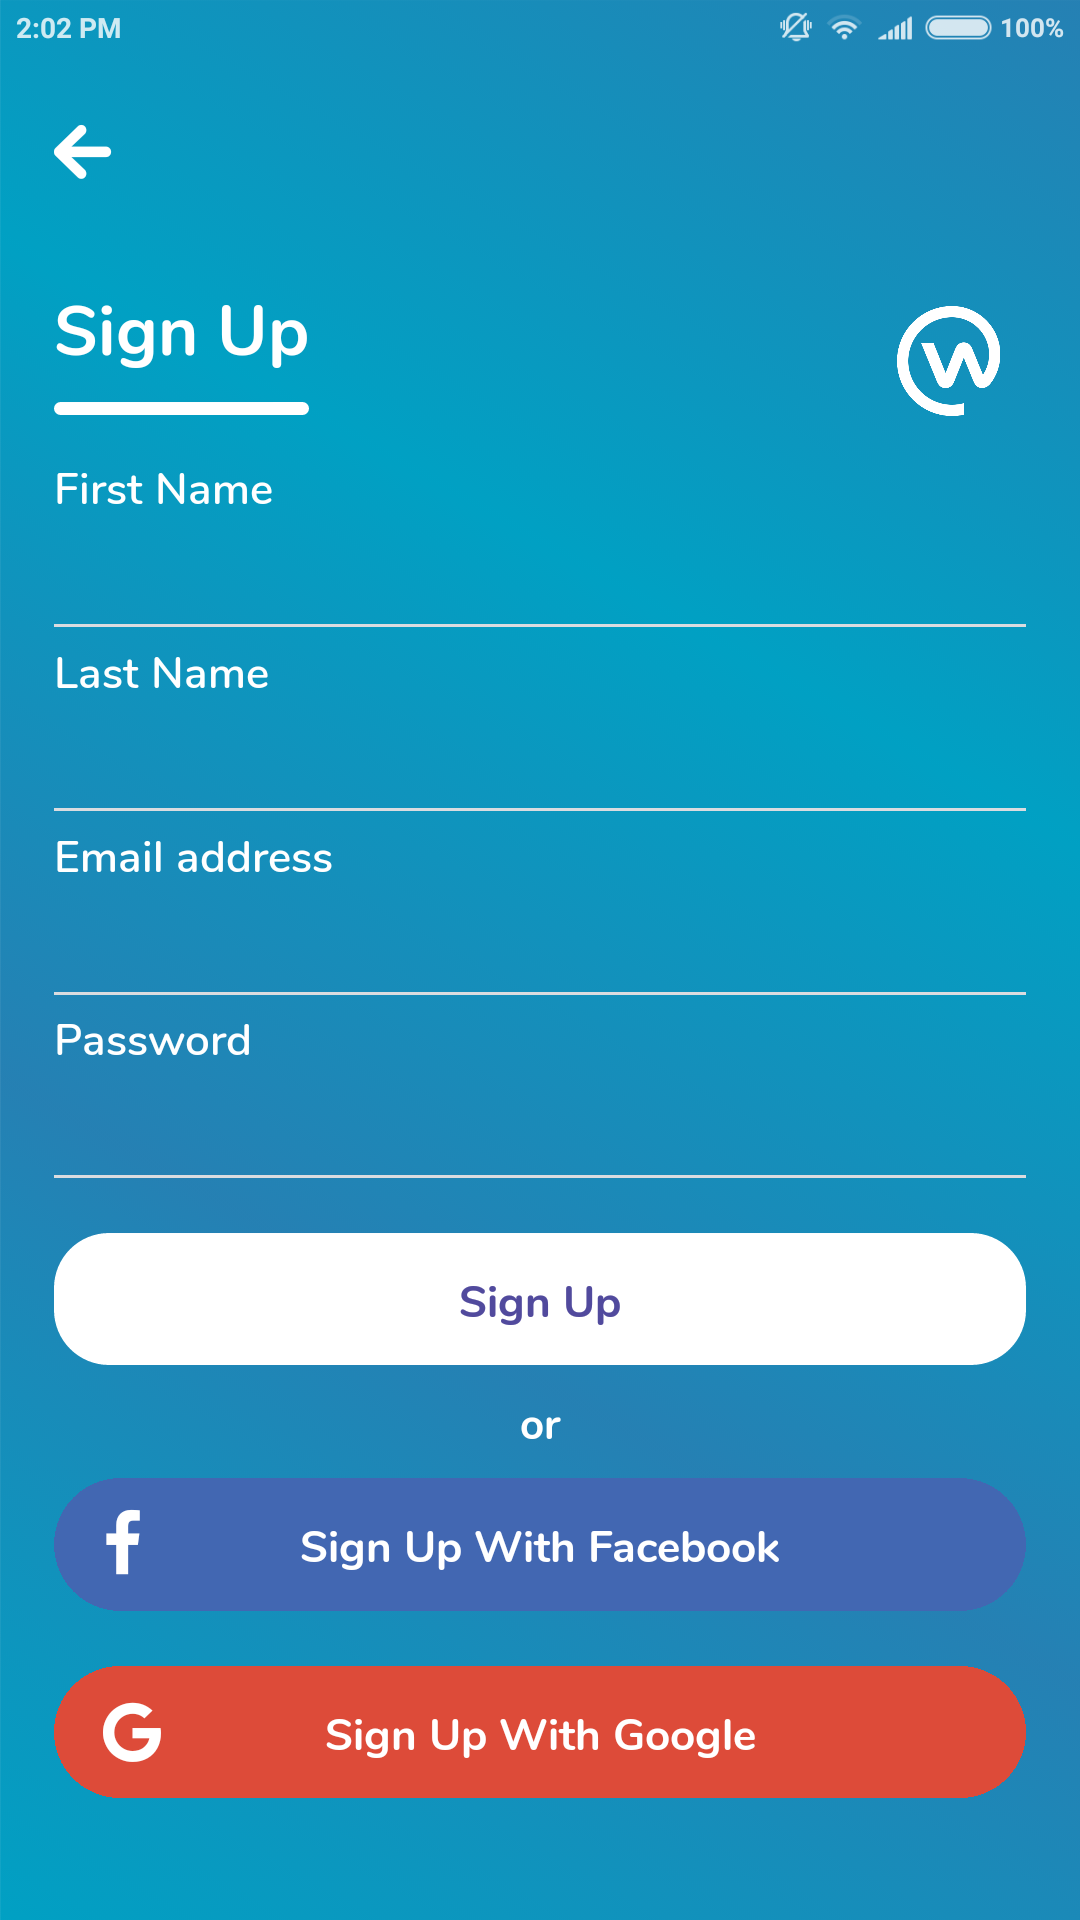 2:02 PM 100%
Sign Up
First Name
Last Name
Email address
Password
Sign Up
or
Sign Up With Facebook
Sign Up With Google